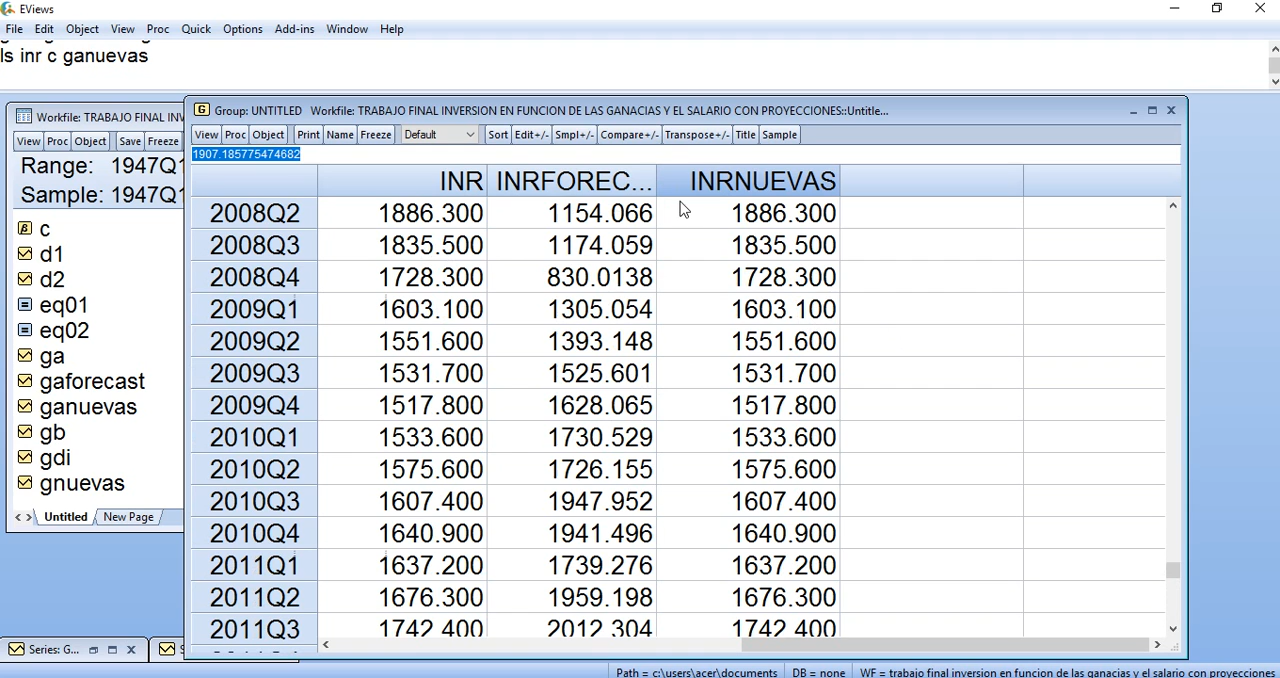 EViews
File Edit Object View Proc Quick Options Add-ins Window Help
ls inr c ganuevas
Workfile: TRABAJO FINAL INV
View Proc Object Save Freeze
Range: 1947Q1
Sample: 1947Q1
c
d1
d2
eq01
eq02
ga
gaforecast
ganuevas
gb
gdi
gnuevas
< > Untitled New Page
Group: UNTITLED Workfile: TRABAJO FINAL INVERSION EN FUNCION DE LAS GANACIAS Y EL SALARIO CON PROYECCIONES::Untitle...
View Proc Object Print Name Freeze Default Sort Edit+/- Smpl+/- Compare+/- Transpose+/- Title Sample
1907.185775474682
INR INRFOREC... INRNUEVAS
2008Q2 1886.300 1154.066 1886.300
2008Q3 1835.500 1174.059 1835.500
2008Q4 1728.300 830.0138 1728.300
2009Q1 1603.100 1305.054 1603.100
2009Q2 1551.600 1393.148 1551.600
2009Q3 1531.700 1525.601 1531.700
2009Q4 1517.800 1628.065 1517.800
2010Q1 1533.600 1730.529 1533.600
2010Q2 1575.600 1726.155 1575.600
2010Q3 1607.400 1947.952 1607.400
2010Q4 1640.900 1941.496 1640.900
2011Q1 1637.200 1739.276 1637.200
2011Q2 1676.300 1959.198 1676.300
2011Q3 1742.400 2012.304 1742.400
Series: G...
Path = c:\users\acer\documents DB = none WF = trabajo final inversion en funcion de las ganacias y el salario con proyecciones